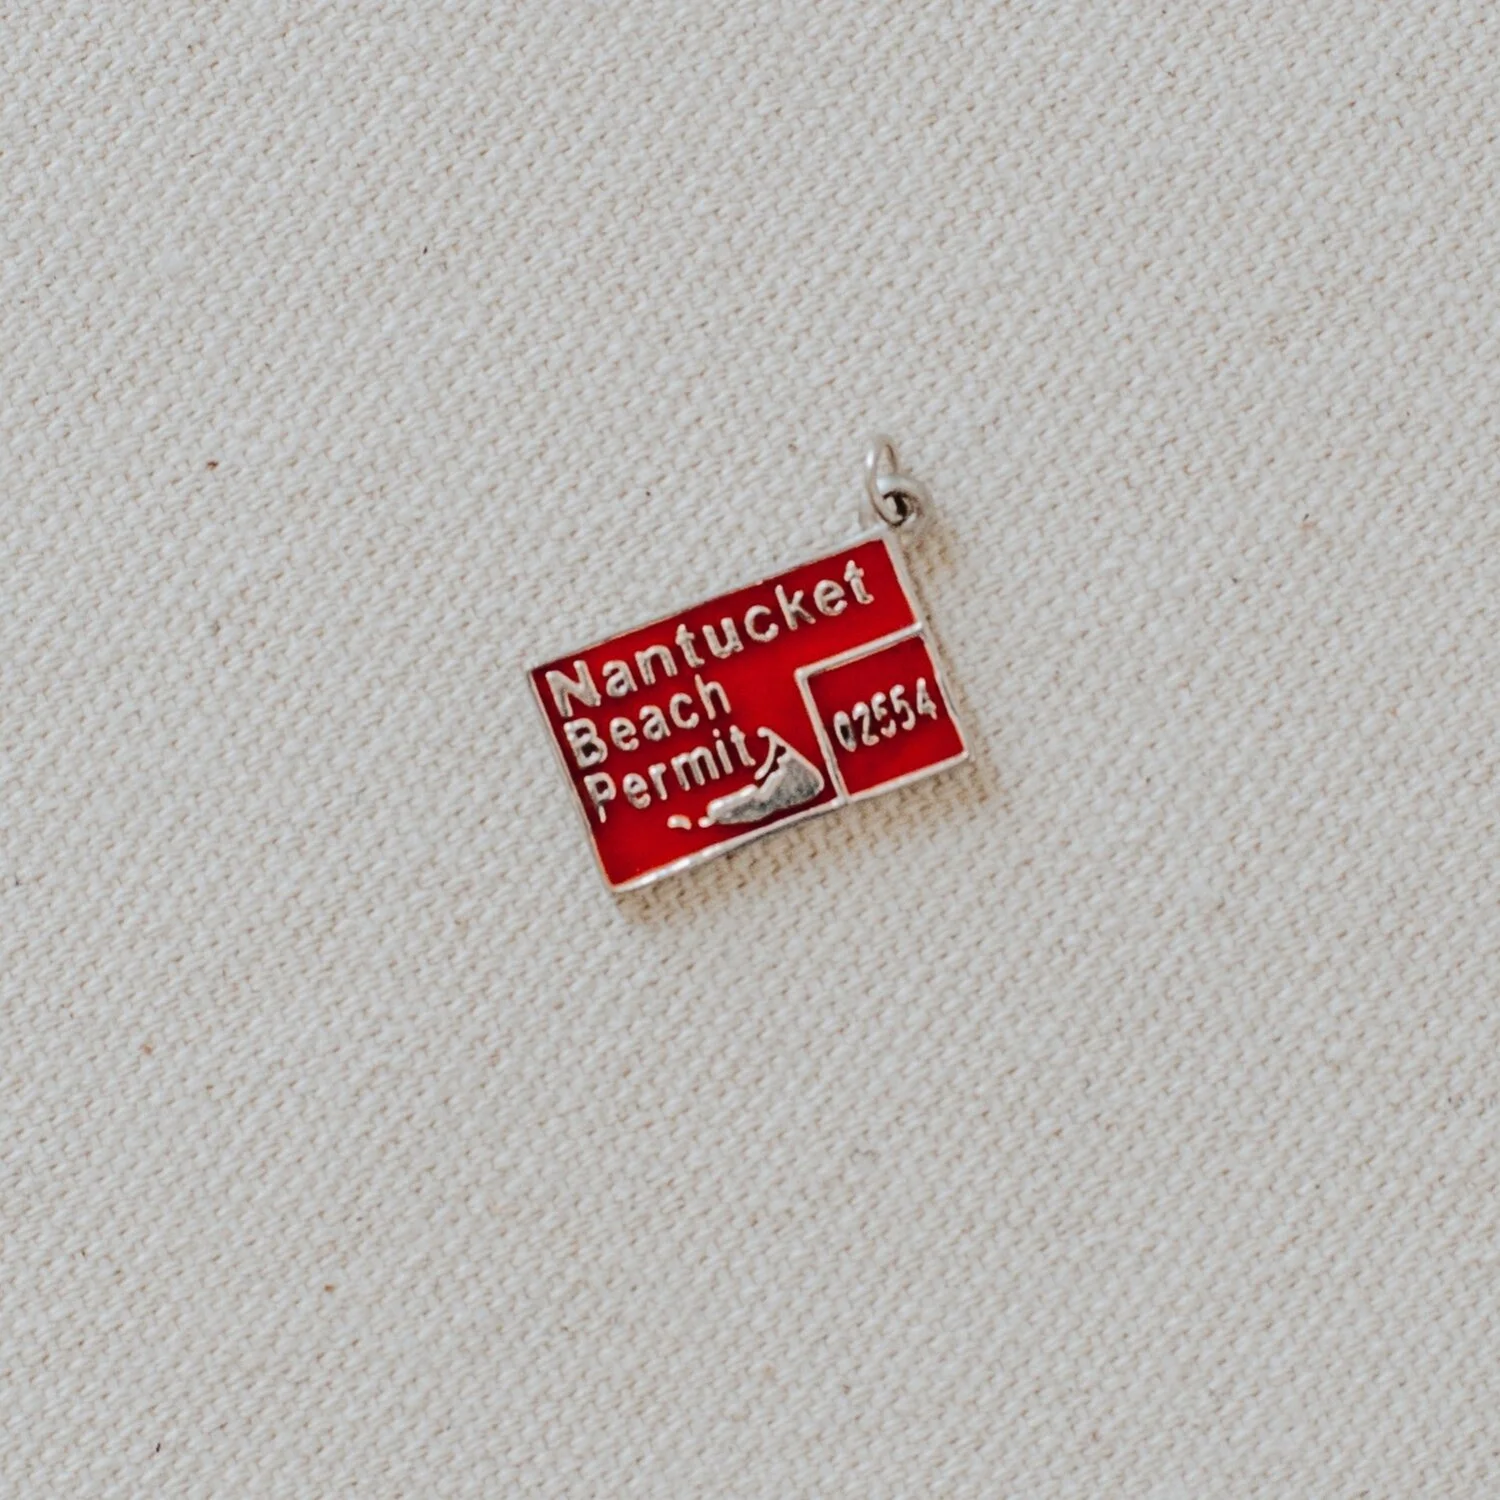 Nantucket
Beach
Permit
02554